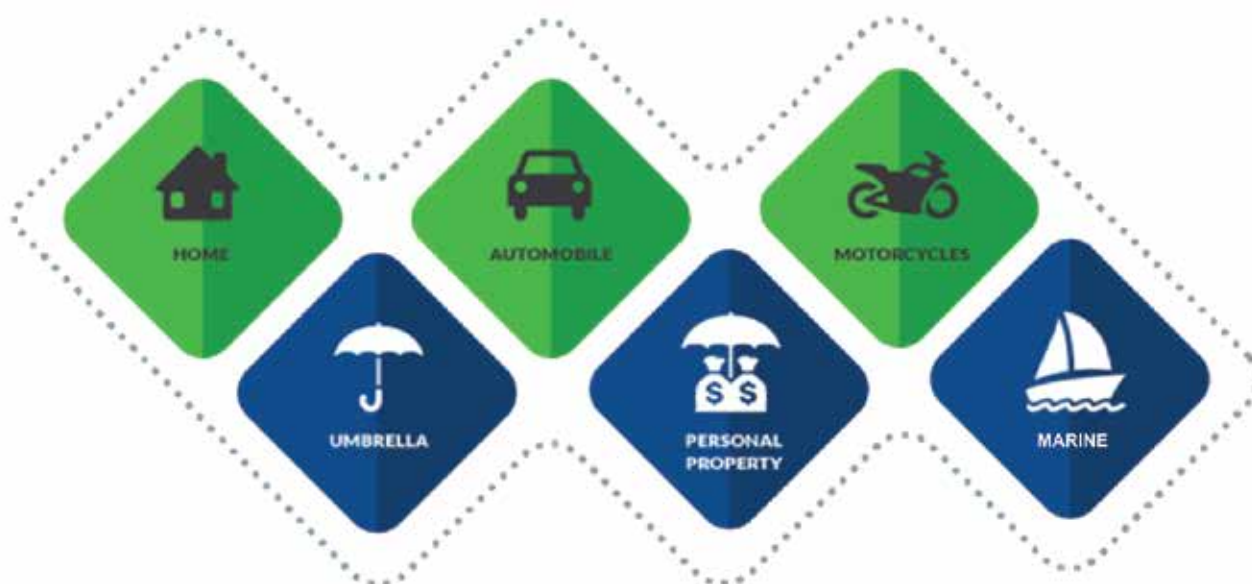 HOME
AUTOMOBILE
MOTORCYCLES
UMBRELLA
PERSONAL
PROPERTY
MARINE
$ $